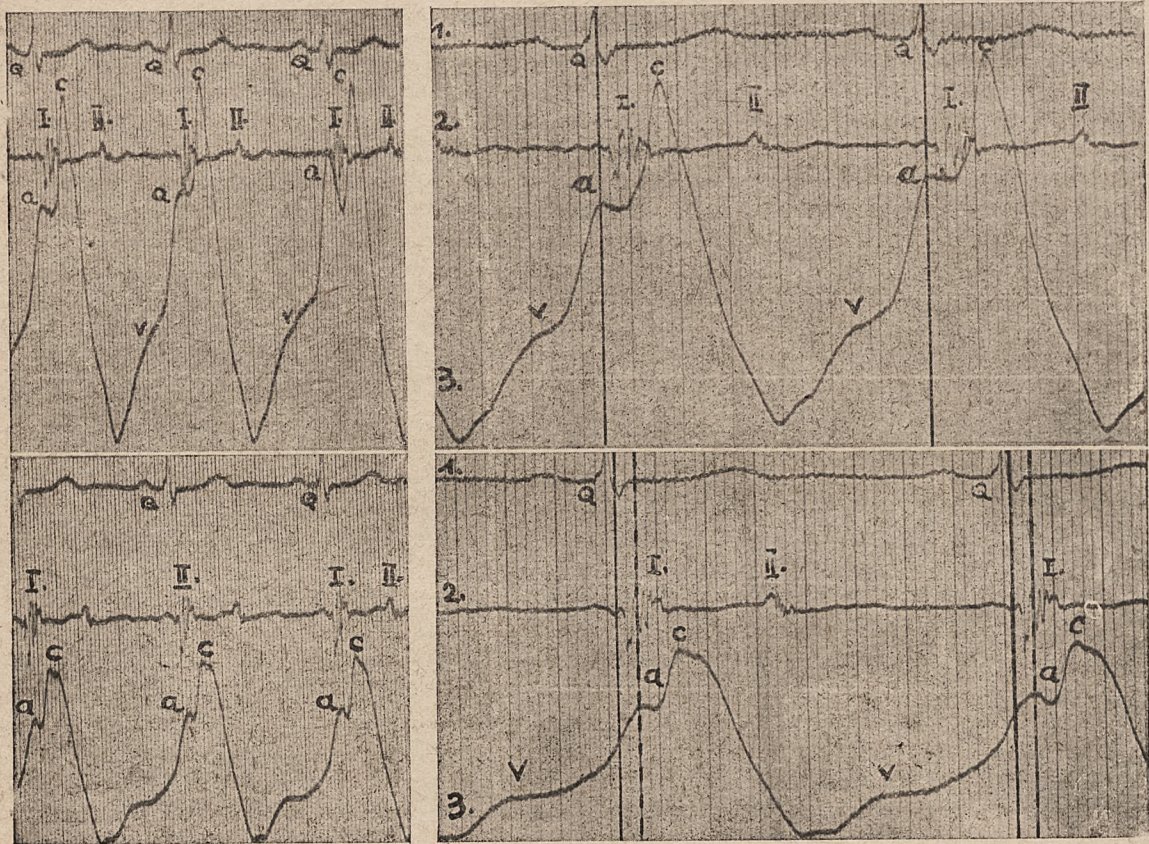 Q Q Q
c c c
I. II. I. II. I. II.
a a a
v v
1. Q Q
c c
I. II I. II
2.
a a
v v
3.
Q Q
I. II. I. II.
c c c
a a a
1. Q Q
I. II. I.
2.
c c
a a
v v
3.